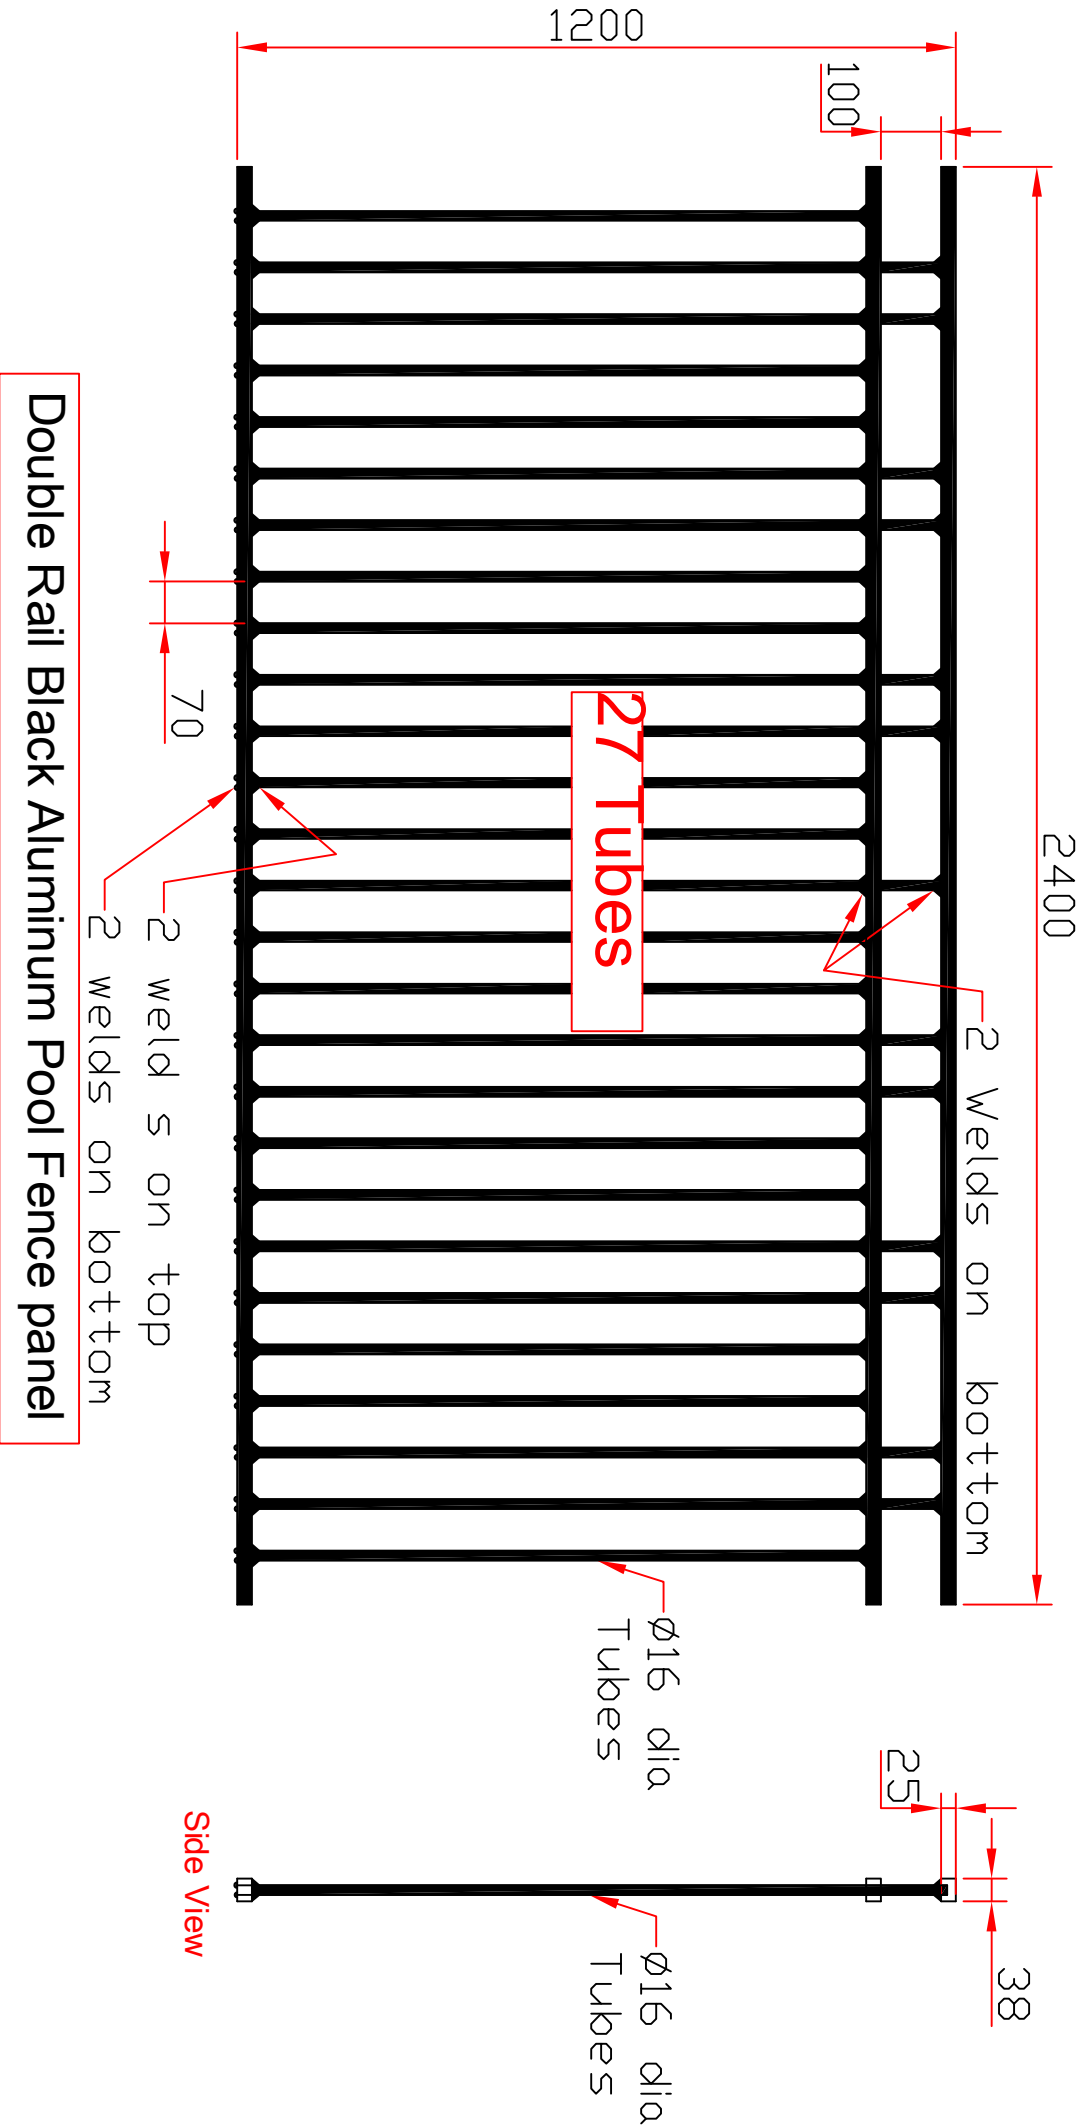 2400
1200
100
2 Welds on bottom
27 Tubes
Ø16 dia
Tubes
70
2 weld s on top
2 welds on bottom
Double Rail Black Aluminum Pool Fence panel
38
25
Ø16 dia
Tubes
Side View